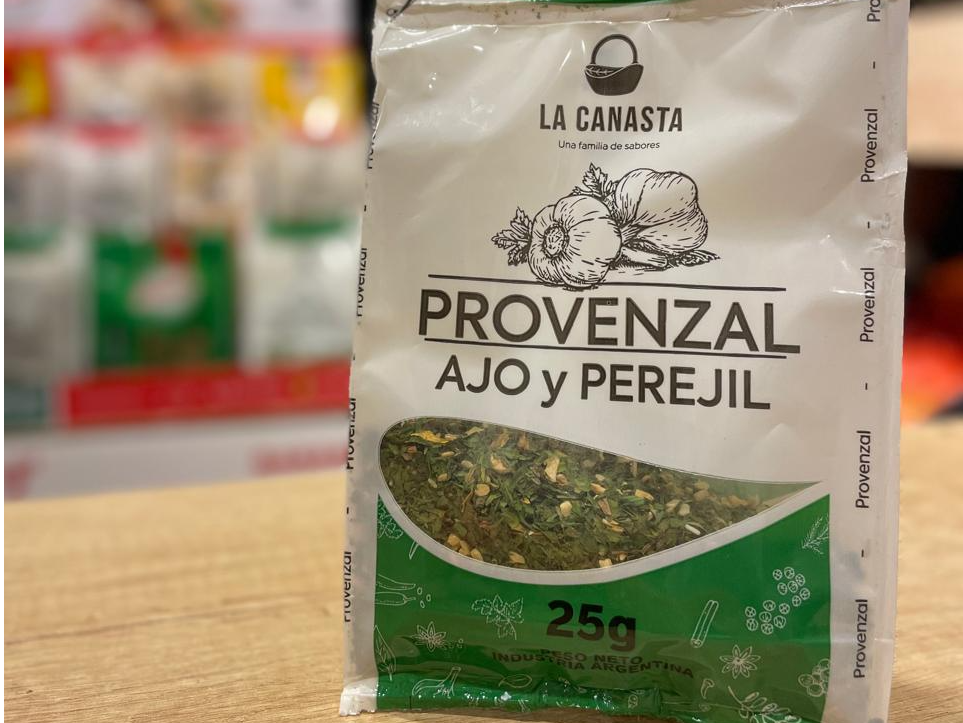 LA CANASTA
Una familia de sabores
PROVENZAL
AJO y PEREJIL
25g
PESO NETO
INDUSTRIA ARGENTINA
Provenzal - Provenzal - Provenzal - Provenzal
Provenzal - Provenzal - Provenzal - Provenzal -